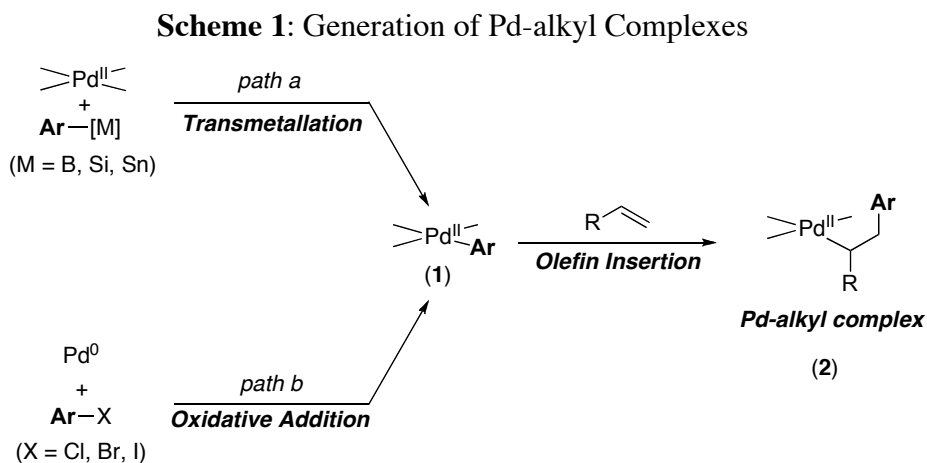 Scheme 1: Generation of Pd-alkyl Complexes
Pd^II
+
Ar—[M]
(M = B, Si, Sn)
path a
Transmetallation
Pd^II
Ar
(1)
R
Olefin Insertion
Pd^II
Ar
R
Pd-alkyl complex
(2)
Pd^0
+
Ar—X
(X = Cl, Br, I)
path b
Oxidative Addition